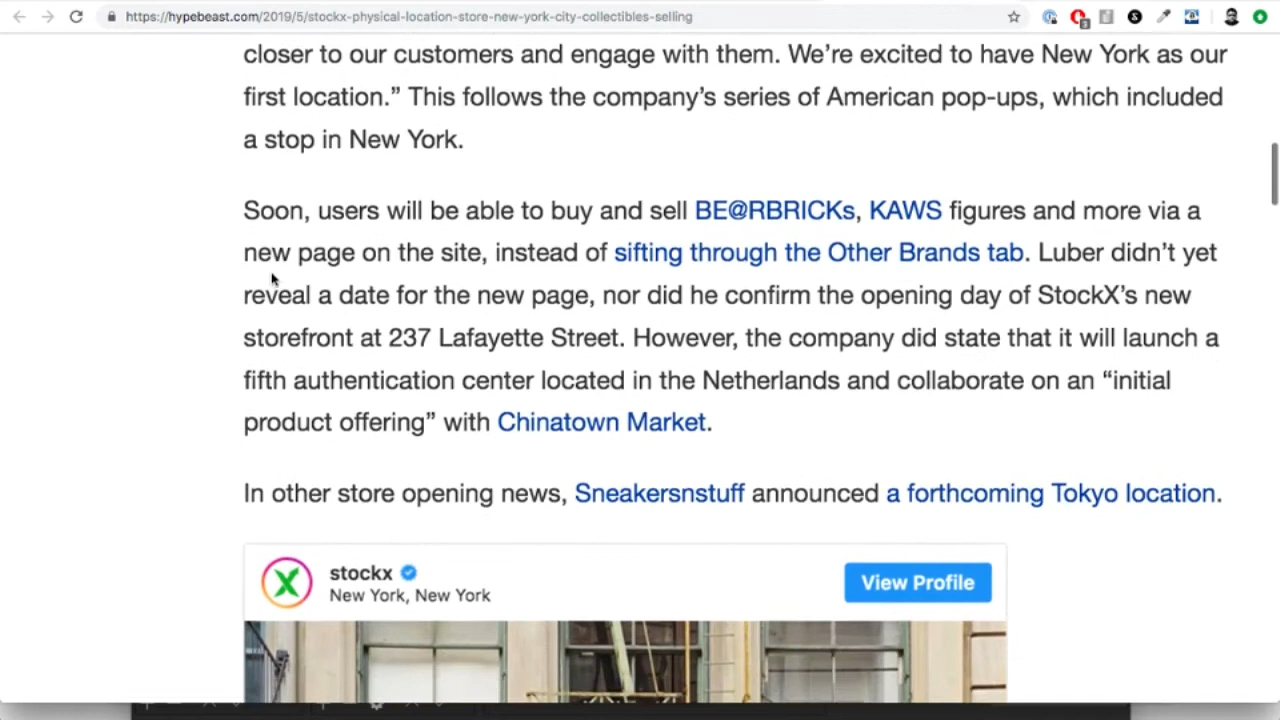 https://hypebeast.com/2019/5/stockx-physical-location-store-new-york-city-collectibles-selling
3
closer to our customers and engage with them. We’re excited to have New York as our
first location.” This follows the company’s series of American pop-ups, which included
a stop in New York.
Soon, users will be able to buy and sell BE@RBRICKs, KAWS figures and more via a
new page on the site, instead of sifting through the Other Brands tab. Luber didn’t yet
reveal a date for the new page, nor did he confirm the opening day of StockX’s new
storefront at 237 Lafayette Street. However, the company did state that it will launch a
fifth authentication center located in the Netherlands and collaborate on an “initial
product offering” with Chinatown Market.
In other store opening news, Sneakersnstuff announced a forthcoming Tokyo location.
stockx
View Profile
New York, New York